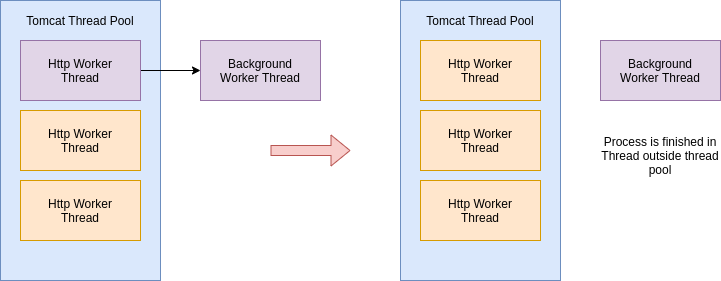 Tomcat Thread Pool
Http Worker
Thread
Background
Worker Thread
Http Worker
Thread
Http Worker
Thread
Tomcat Thread Pool
Http Worker
Thread
Http Worker
Thread
Http Worker
Thread
Background
Worker Thread
Process is finished in
Thread outside thread
pool